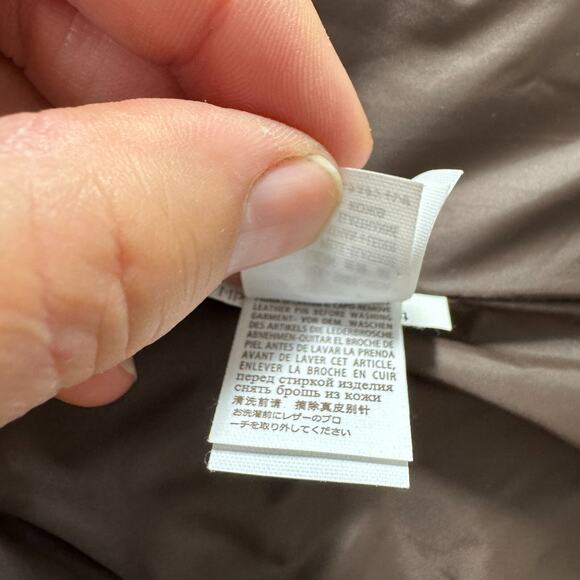 CAPO-REMOVE
LEATHER PIN BEFORE WASHING
GARMENT- VOR DEM WASCHEN
DES ARTIKELS DIE LEDERBROSCHE
ABNEHMEN-QUITAR EL BROCHE DE
PIEL ANTES DE LAVAR LA PRENDA
AVANT DE LAVER CET ARTICLE,
ENLEVER LA BROCHE EN CUIR,
перед стиркой изделия
снять брошь из кожи
清洗前请 摘除真皮别针
お洗濯前にレザーのブロ
ーチを取り外してください